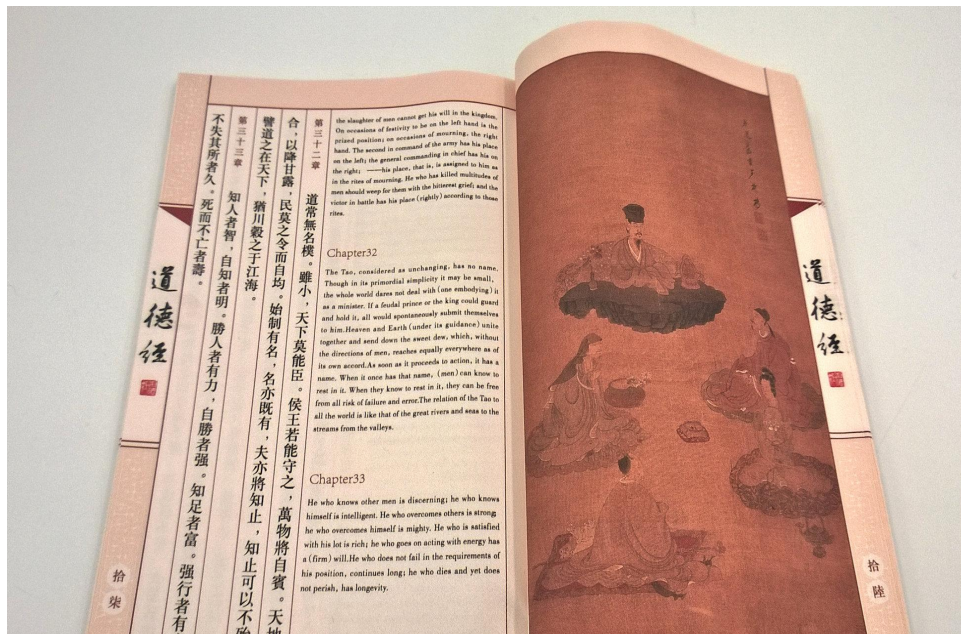 the slaughter of men cannot get his will in the kingdom.
On occasions of festivity to be on the left hand is the
prized position; on occasions of mourning, the right
hand. The second in command of the army has his place
on the left; the general commanding in chief has his on
the right; ——his place, that is, is assigned to him as
in the rites of mourning. He who has killed multitudes of
men should weep for them with the bitterest grief; and the
victor in battle has his place (rightly) according to those
rites.
Chapter32
The Tao, considered as unchanging, has no name.
Though in its primordial simplicity it may be small,
the whole world dares not deal with (one embodying) it
as a minister. If a feudal prince or the king could guard
and hold it, all would spontaneously submit themselves
to him.Heaven and Earth (under its guidance) unite
together and send down the sweet dew, which, without
the directions of men, reaches equally everywhere as of
its own accord.As soon as it proceeds to action, it has a
name. When it once has that name, (men) can know to
rest in it. When they know to rest in it, they can be free
from all risk of failure and error.The relation of the Tao to
all the world is like that of the great rivers and seas to the
streams from the valleys.
Chapter33
He who knows other men is discerning; he who knows
himself is intelligent. He who overcomes others is strong;
he who overcomes himself is mighty. He who is satisfied
with his lot is rich; he who goes on acting with energy has
a (firm) will.He who does not fail in the requirements of
his position, continues long; he who dies and yet does
not perish, has longevity.
第三十二章 道常無名樸。雖小，天下莫能臣。侯王若能守之，萬物將自賓。天地
合，以降甘露，民莫之令而自均。始制有名，名亦既有，夫亦將知止，知止可以不殆
譬道之在天下，猶川穀之于江海。
第三十三章 知人者智，自知者明。勝人者有力，自勝者强。知足者富。强行者有
不失其所者久。死而不亡者壽。
道德經
拾柒
道德經
拾陸